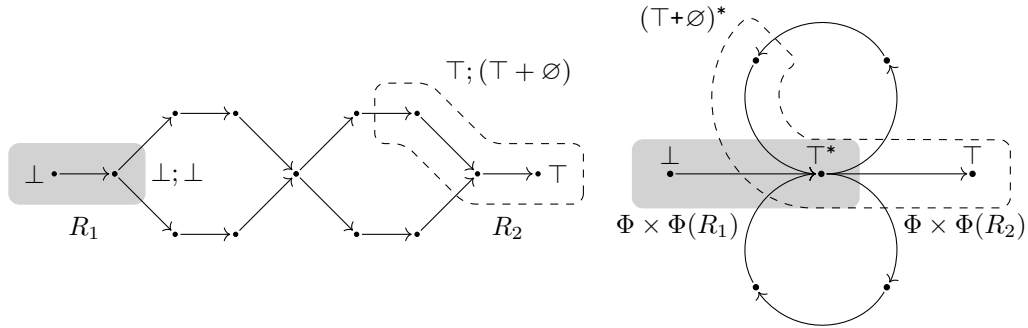 ⊤;(⊤ + ∅)
⊥
⊥;⊥
⊤
R₁
R₂
(⊤+∅)*
⊥
⊤*
⊤
Φ × Φ(R₁)
Φ × Φ(R₂)